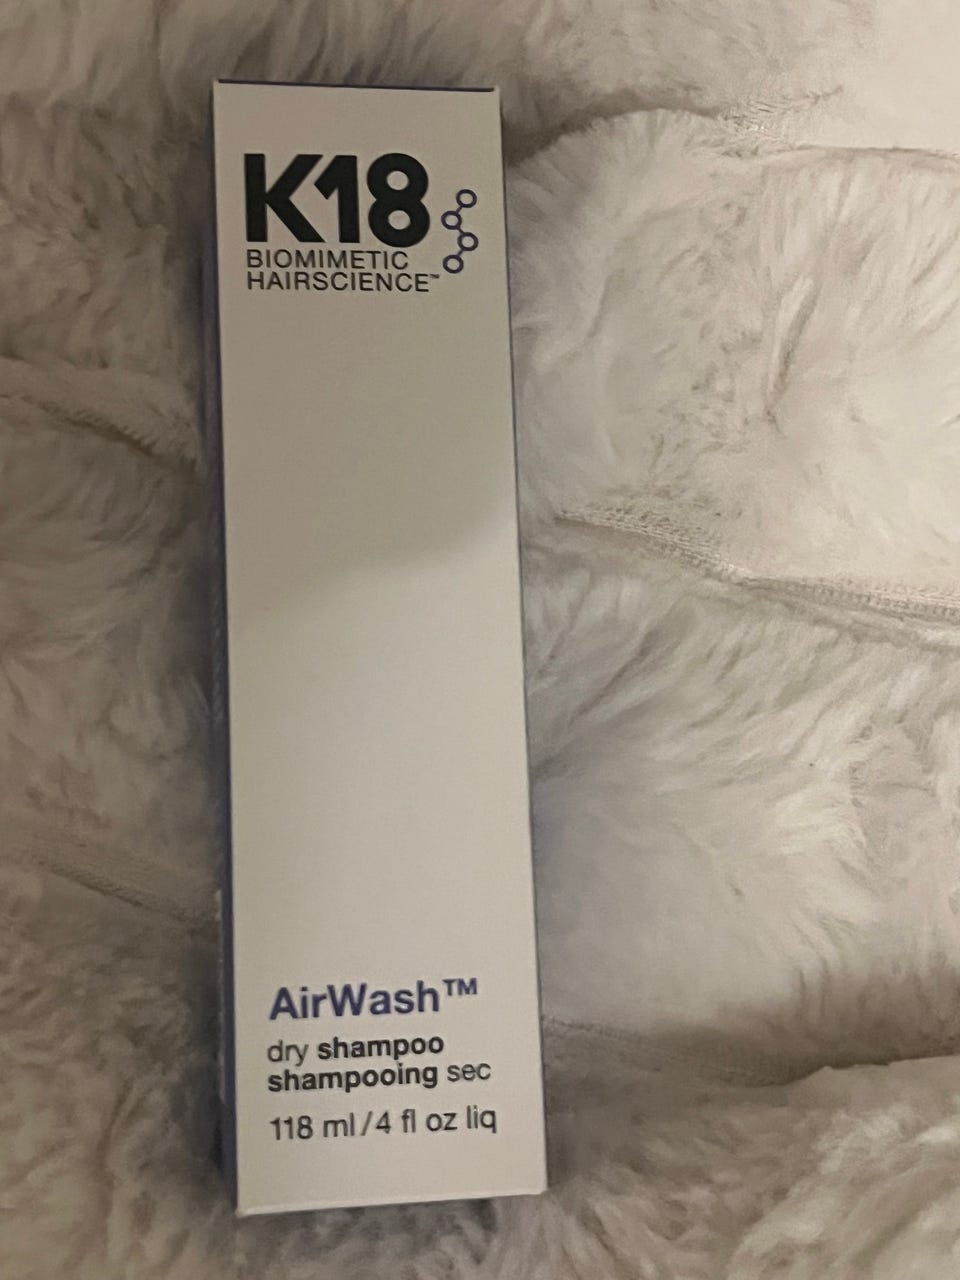 K18
BIOMIMETIC
HAIRSCIENCE™
AirWash™
dry shampoo
shampooing sec
118 ml/4 fl oz liq